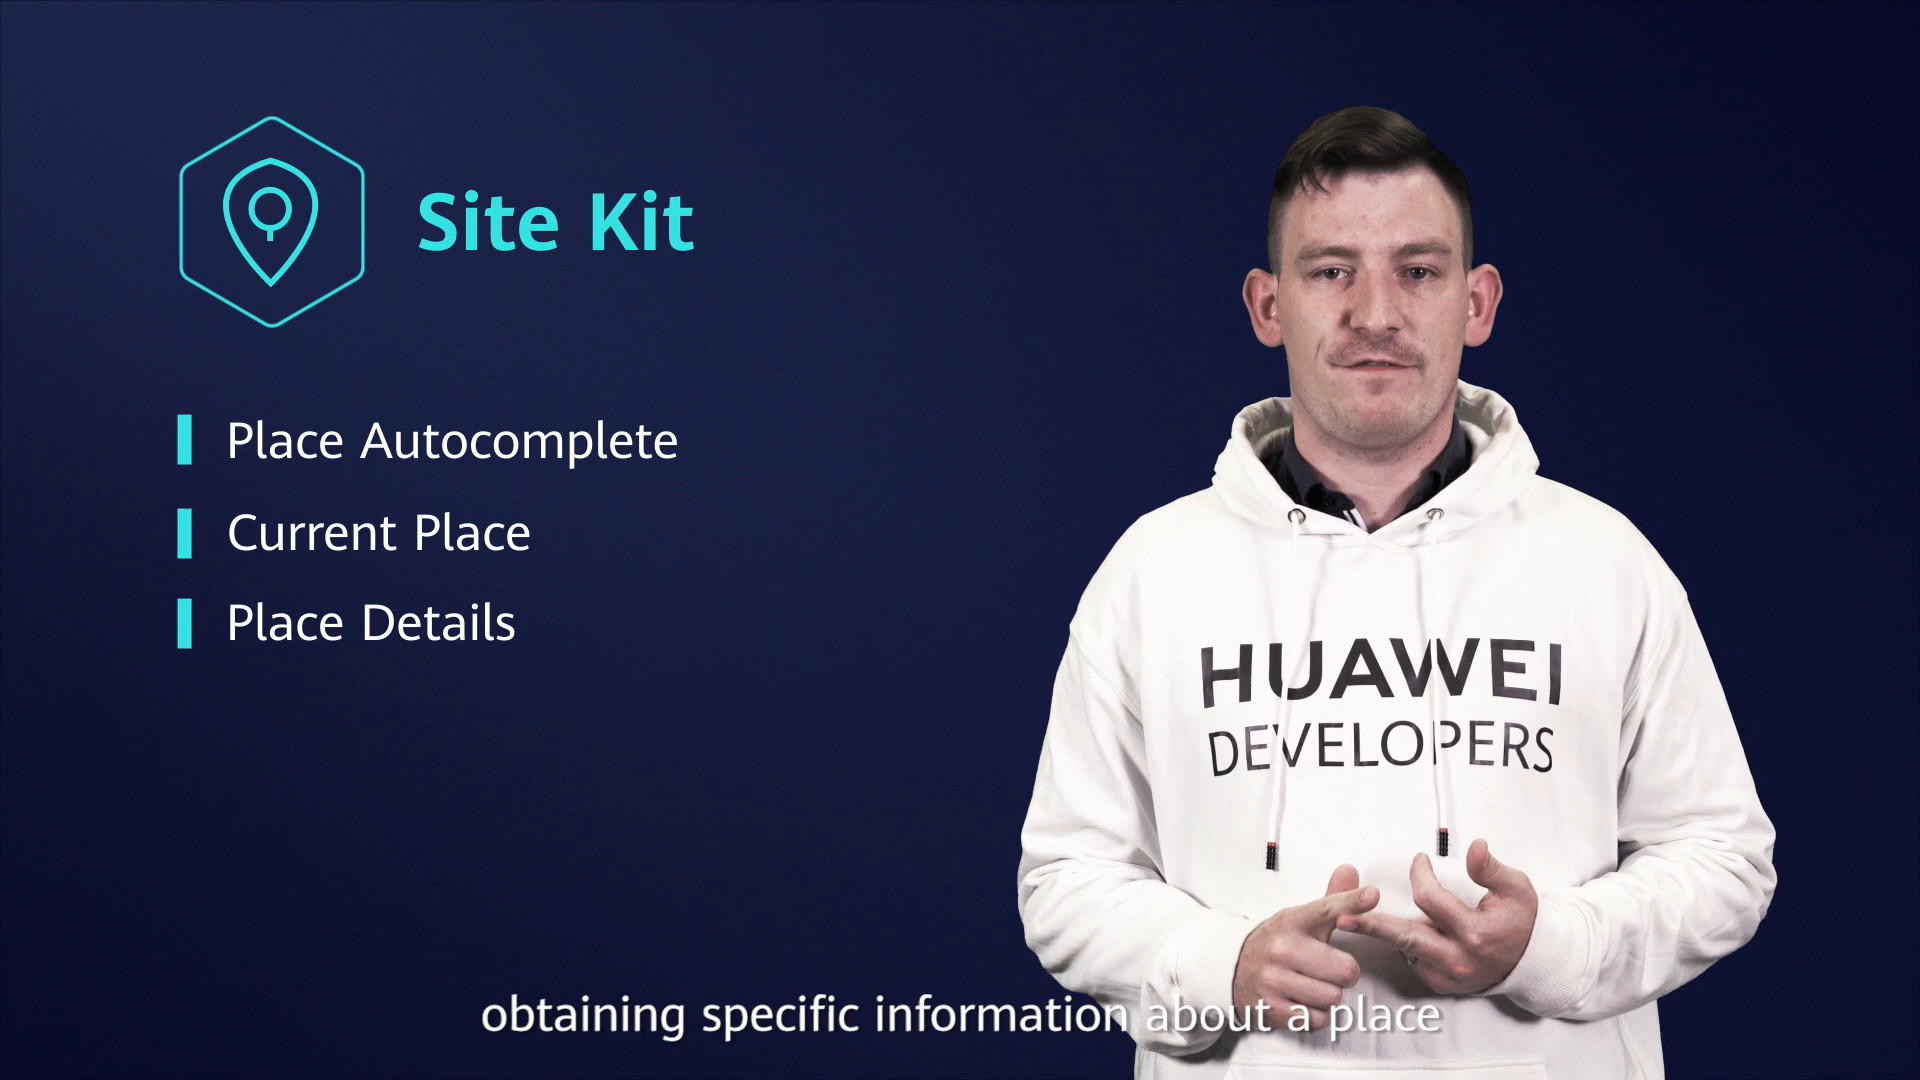 Site Kit
Place Autocomplete
Current Place
Place Details
HUAWEI
DEVELOPERS
obtaining specific information about a place